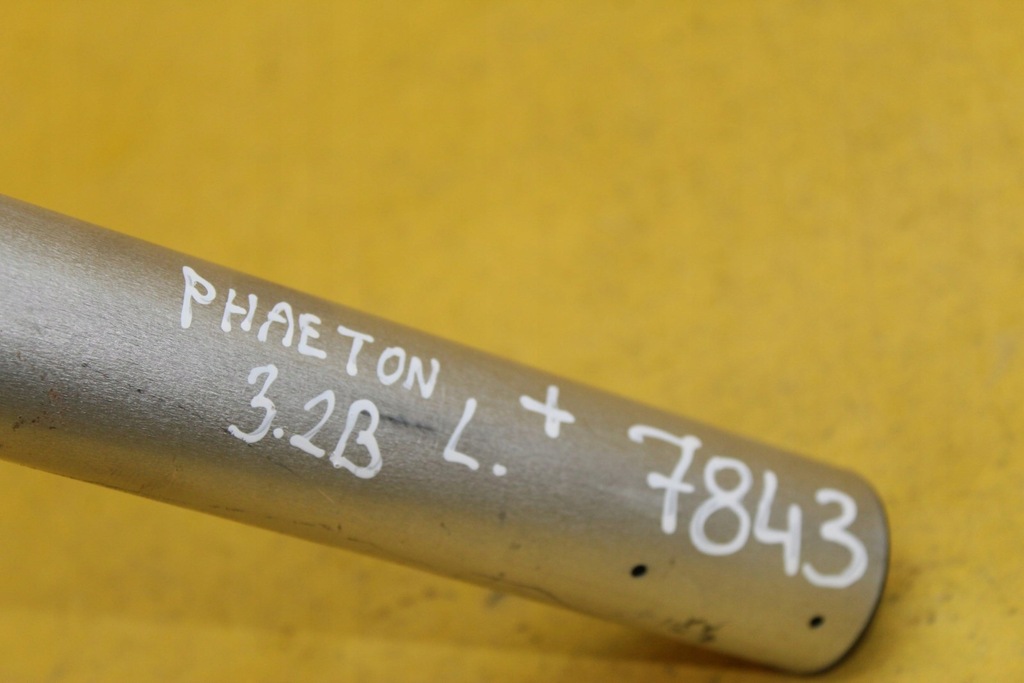 PHAETON
3.2B L. + 7843